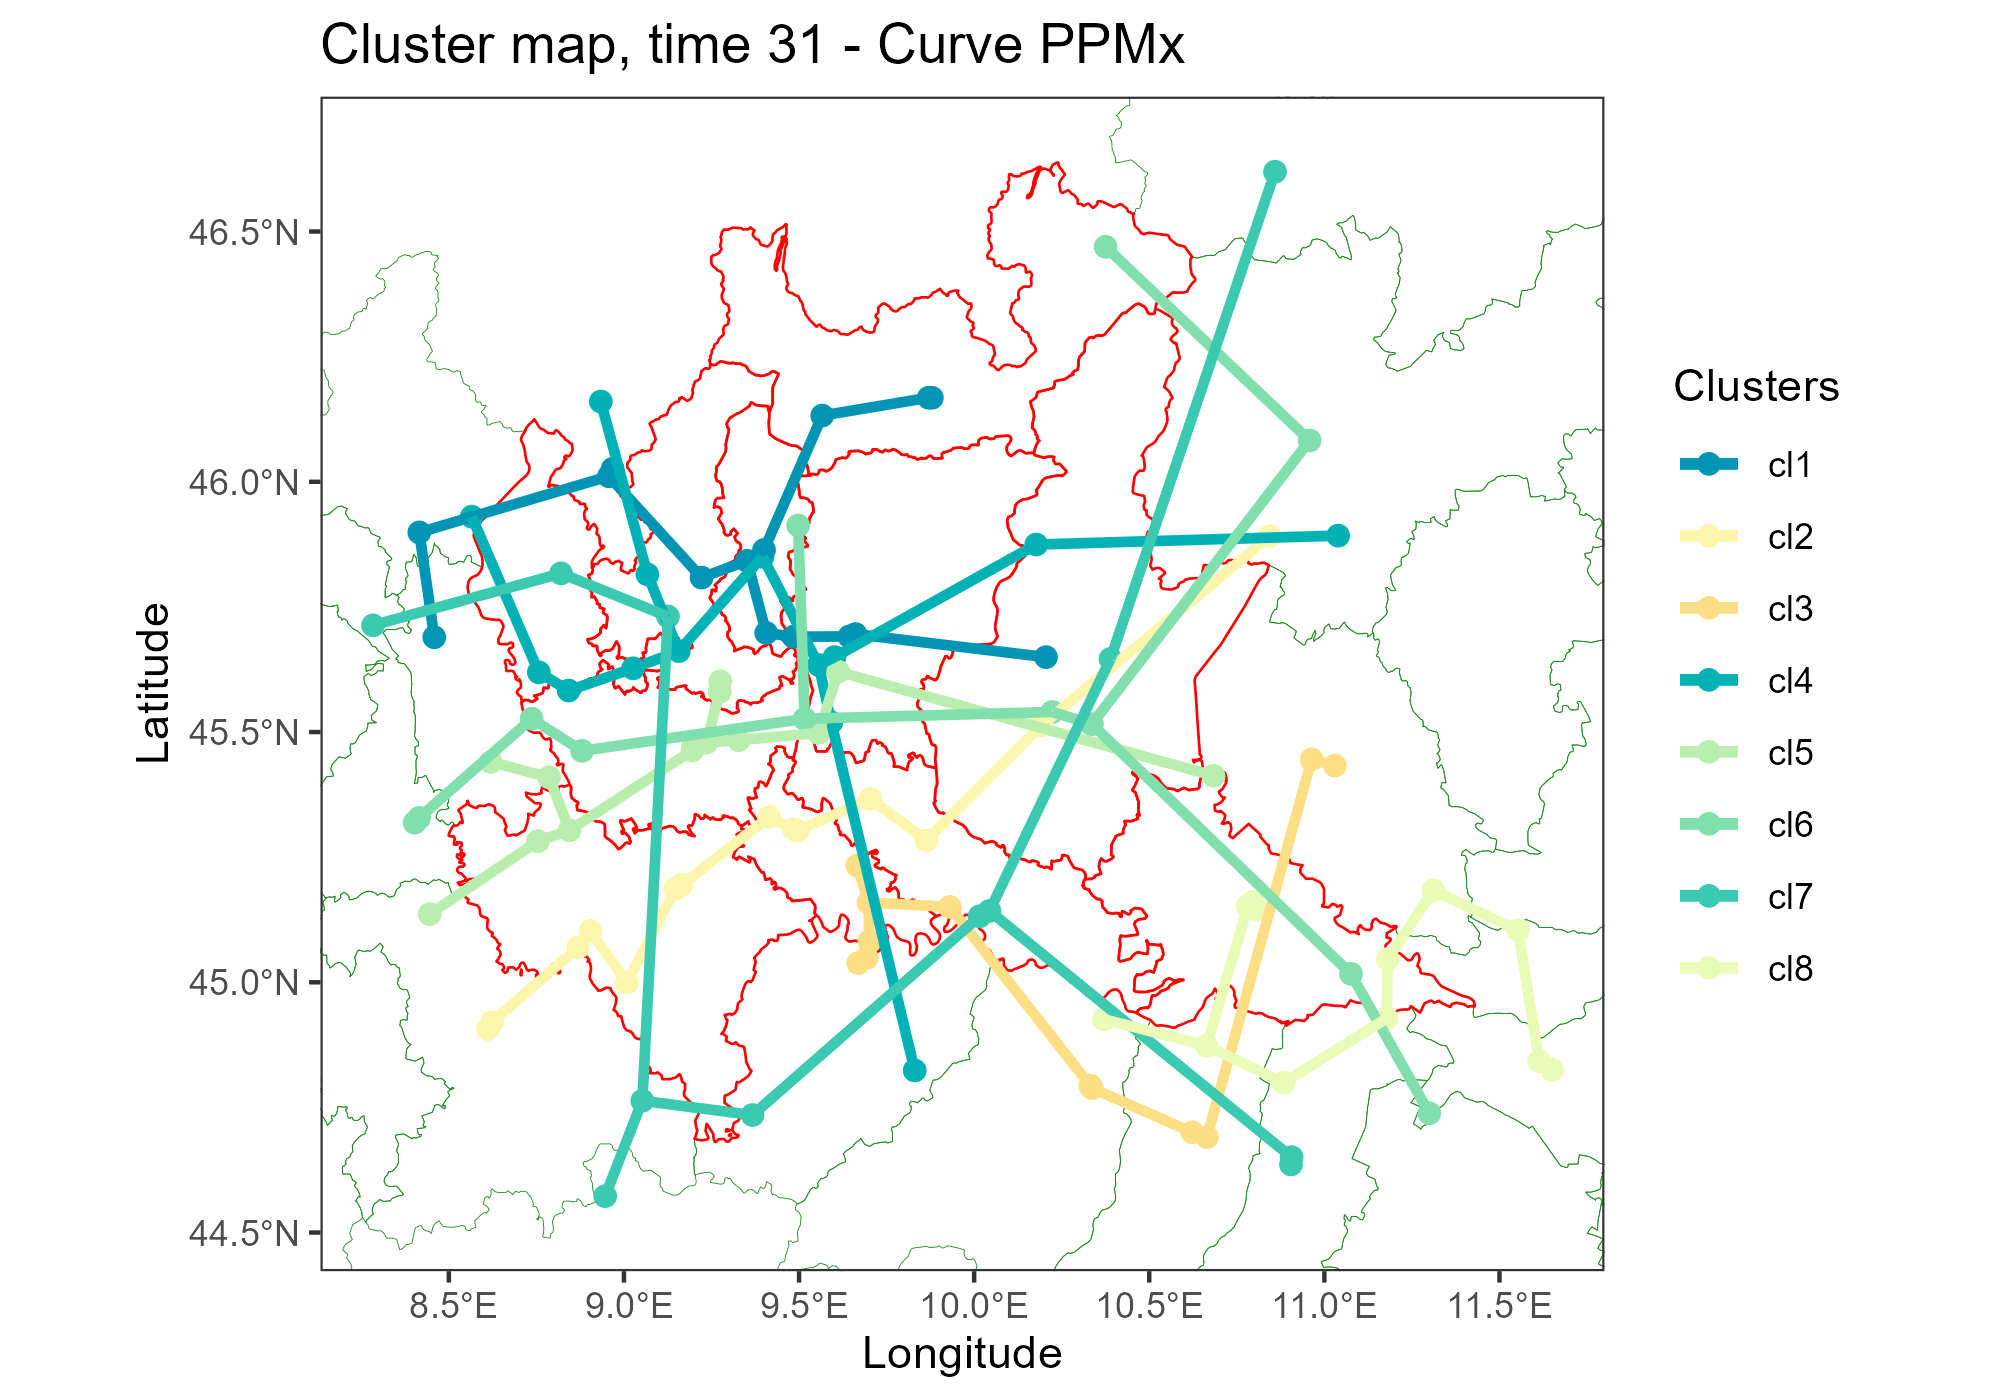 Cluster map, time 31 - Curve PPMx
46.5°N
46.0°N
45.5°N
45.0°N
44.5°N
Latitude
8.5°E
9.0°E
9.5°E
10.0°E
10.5°E
11.0°E
11.5°E
Longitude
Clusters
cl1
cl2
cl3
cl4
cl5
cl6
cl7
cl8